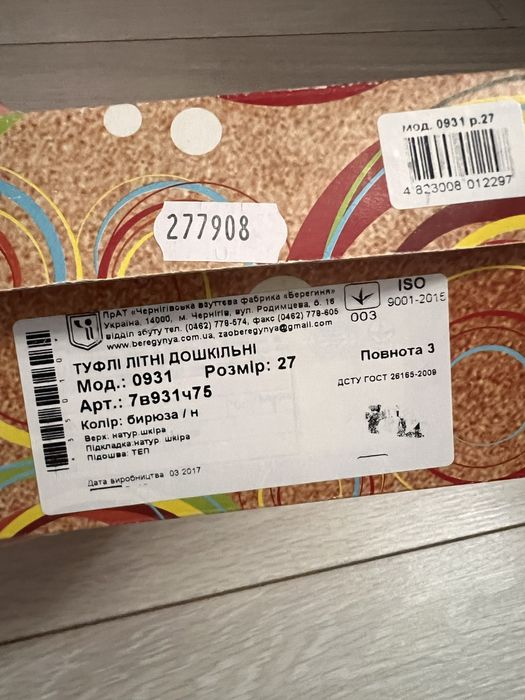 мод. 0931 р.27
4 823008 012297
277908
ПрАТ «Чернігівська взуттєва фабрика «Берегиня»
Україна, 14000, м. Чернігів, вул. Родимцева, б. 16
відділ збуту тел. (0462) 778-574, факс (0462) 778-605
www.beregynya.com.ua, zaoberegynya@gmail.com
003
ISO
9001-2015
ТУФЛІ ЛІТНІ ДОШКІЛЬНІ
Мод.: 0931 Розмір: 27
Повнота 3
Арт.: 7в931ч75
ДСТУ ГОСТ 26165-2009
Колір: бирюза / н
Верх: натур.шкіра
Підкладка:натур. шкіра
Підошва: ТЕП
Дата виробництва 03 2017